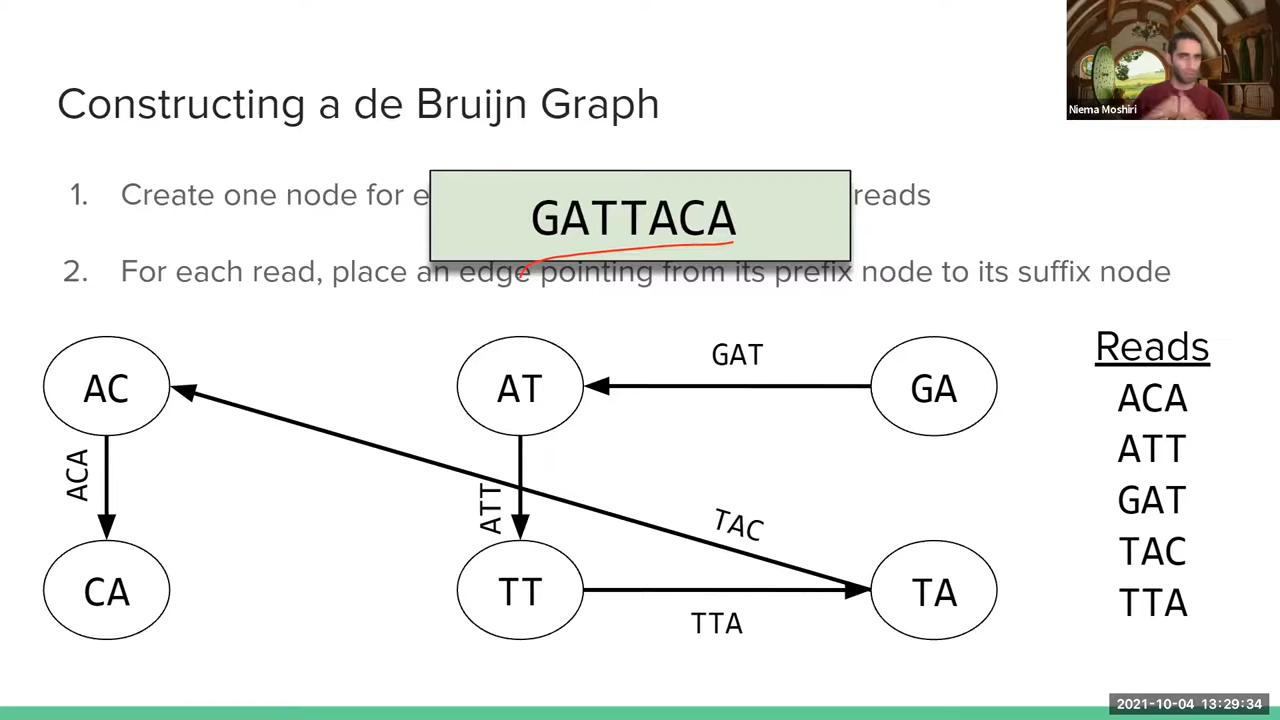 Niema Moshiri
Constructing a de Bruijn Graph
1. Create one node for e reads
GATTACA
2. For each read, place an edge pointing from its prefix node to its suffix node
Reads
ACA
ATT
GAT
TAC
TTA
GAT
AC
AT
GA
ACA
ATT
TAC
CA
TT
TA
TTA
2021-10-04 13:29:34